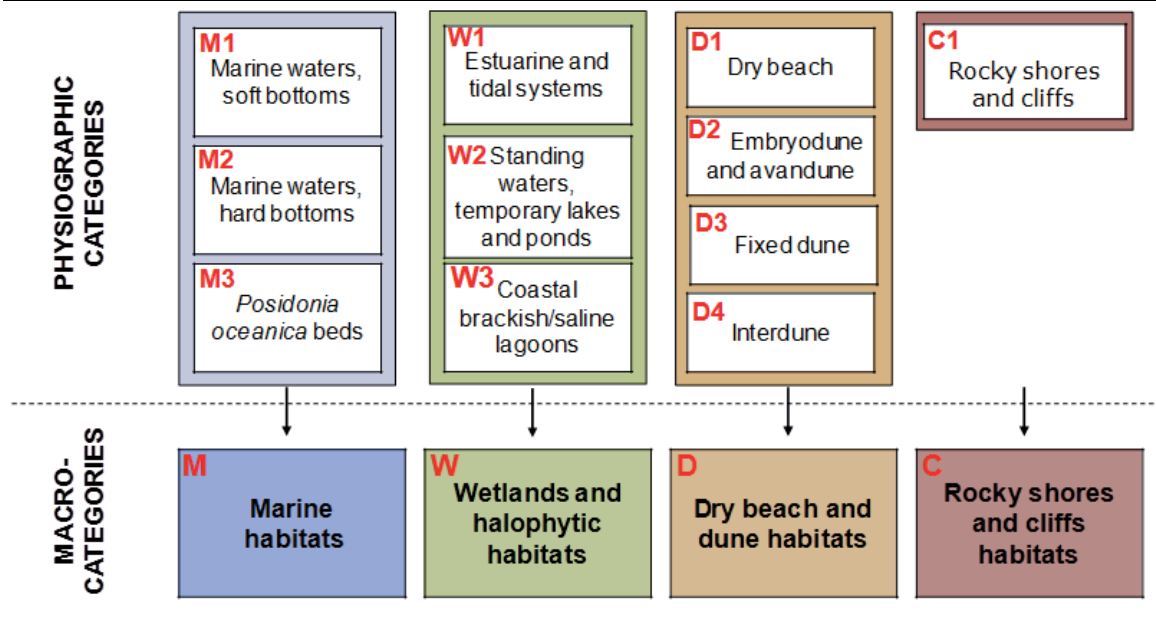 PHYSIOGRAPHIC
CATEGORIES
M1
Marine waters,
soft bottoms
M2
Marine waters,
hard bottoms
M3
Posidonia
oceanica beds
W1
Estuarine and
tidal systems
W2 Standing
waters,
temporary lakes
and ponds
W3 Coastal
brackish/saline
lagoons
D1
Dry beach
D2 Embryodune
and avandune
D3
Fixed dune
D4
Interdune
C1
Rocky shores
and cliffs
MACRO-
CATEGORIES
M
Marine
habitats
W
Wetlands and
halophytic
habitats
D
Dry beach and
dune habitats
C
Rocky shores
and cliffs
habitats